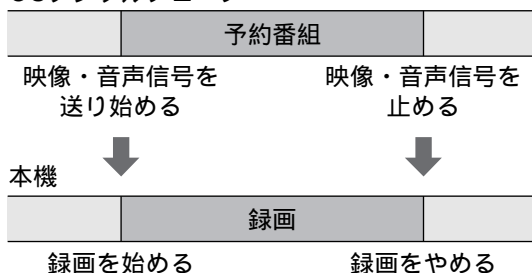 予約番組
映像・音声信号を
送り始める
映像・音声信号を
止める
本機
録画
録画を始める
録画をやめる